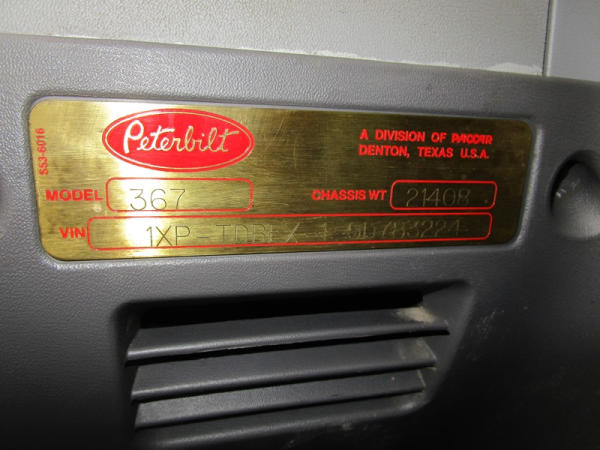 Peterbilt
A DIVISION OF PACCAR
DENTON, TEXAS U.S.A.
553-6016
MODEL 367
CHASSIS WT 21408
VIN